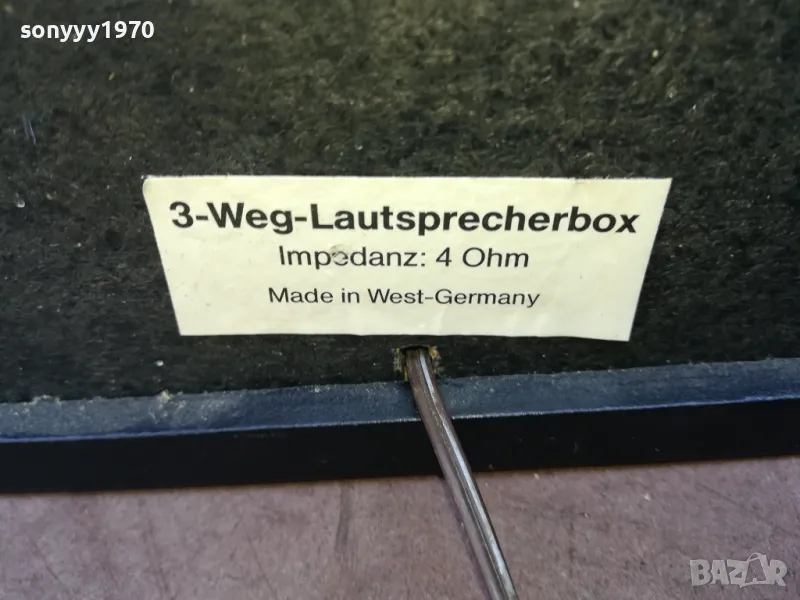 sonyyy1970
3-Weg-Lautsprecherbox
Impedanz: 4 Ohm
Made in West-Germany
BAZAR